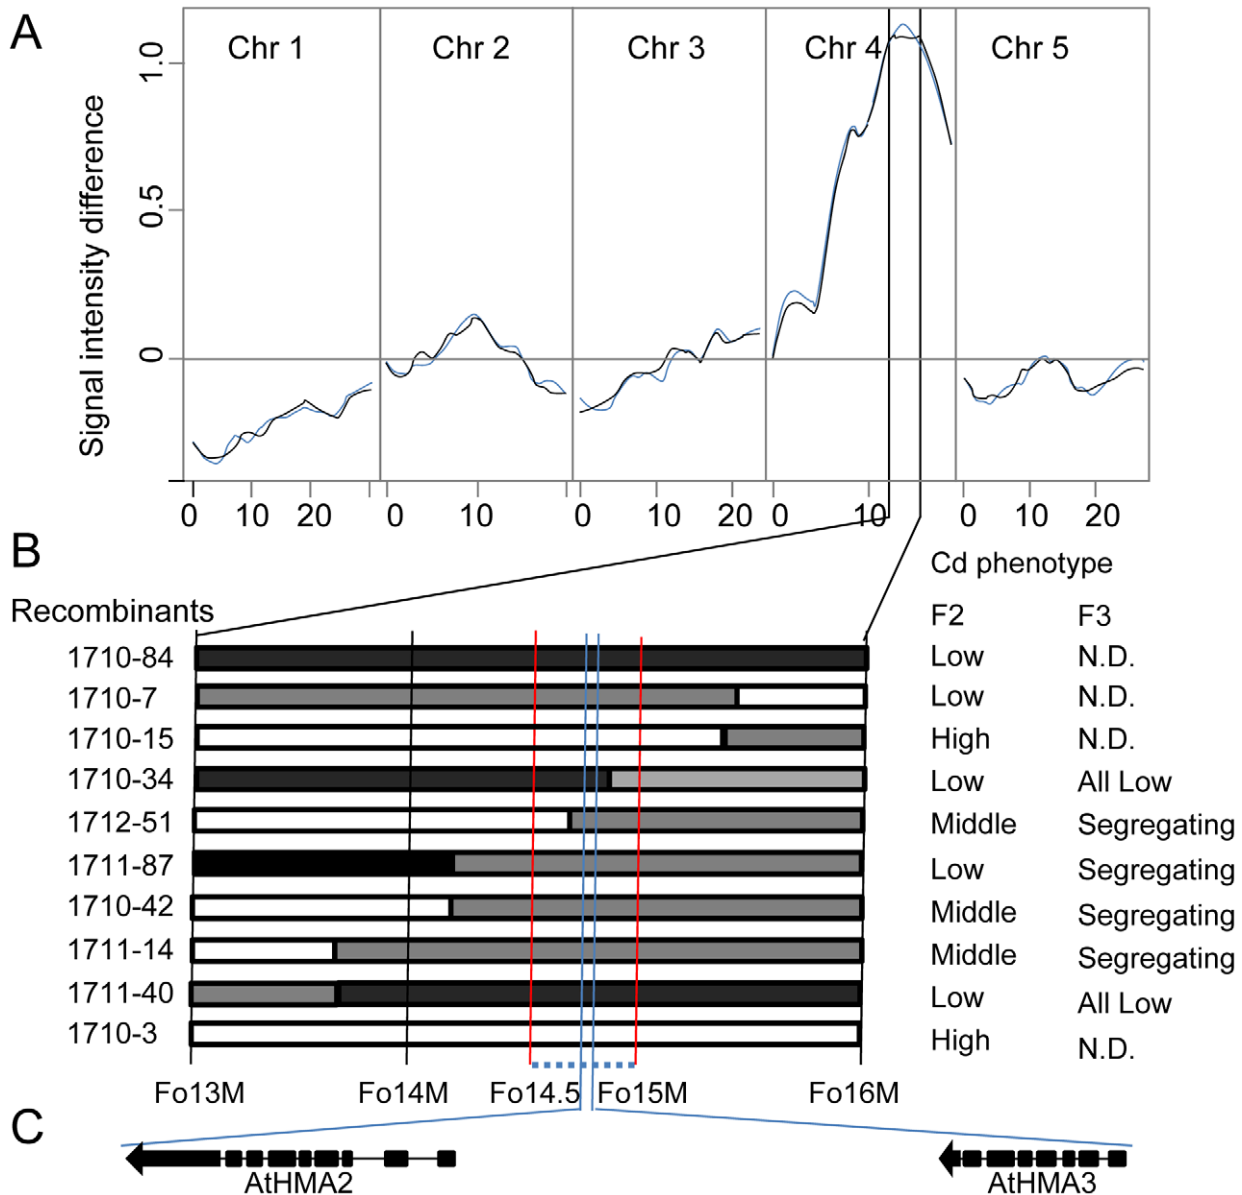 A
Chr 1 Chr 2 Chr 3 Chr 4 Chr 5
Signal intensity difference
1.0
0.5
0
0 10 20 0 10 0 10 20 0 10 0 10 20
B
Cd phenotype
Recombinants F2 F3
1710-84 Low N.D.
1710-7 Low N.D.
1710-15 High N.D.
1710-34 Low All Low
1712-51 Middle Segregating
1711-87 Low Segregating
1710-42 Middle Segregating
1711-14 Middle Segregating
1711-40 Low All Low
1710-3 High N.D.
Fo13M Fo14M Fo14.5 Fo15M Fo16M
C
AtHMA2 AtHMA3